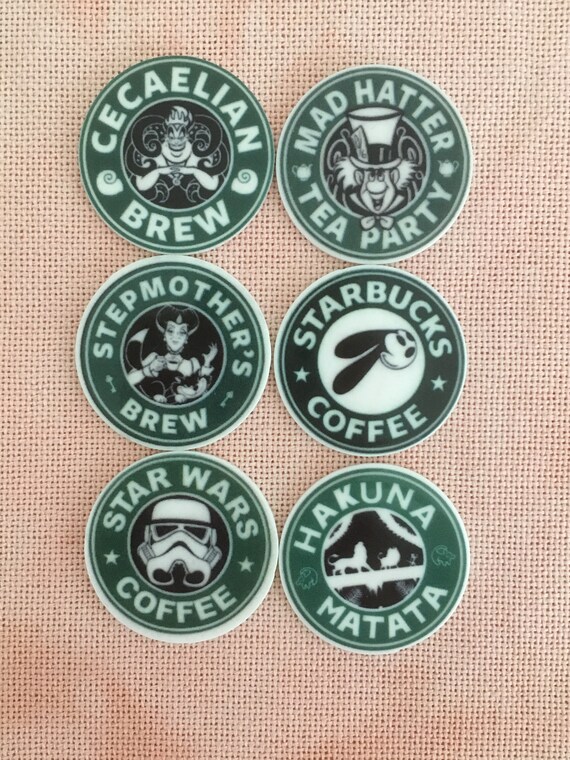 CECAELIAN
BREW
MAD HATTER
TEA PARTY
STEPMOTHER'S
BREW
STARBUCKS
COFFEE
STAR WARS
COFFEE
HAKUNA
MATATA